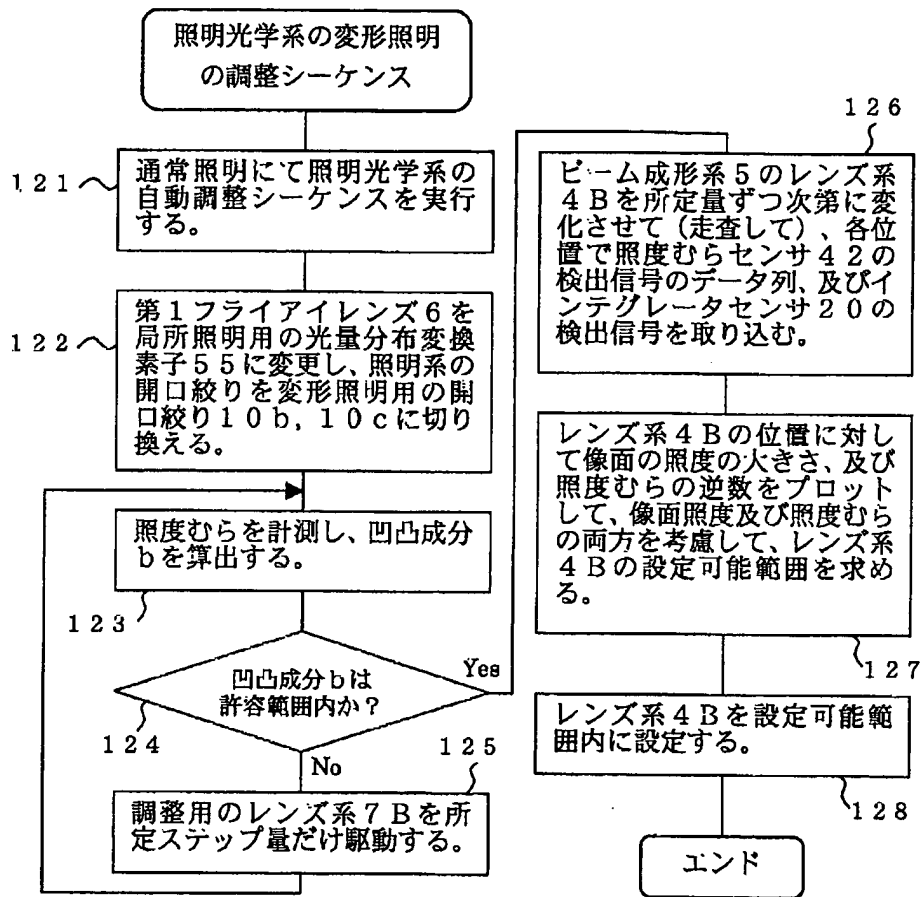 照明光学系の変形照明
の調整シーケンス
121
通常照明にて照明光学系の
自動調整シーケンスを実行
する。
122
第1フライアイレンズ6を
局所照明用の光量分布変換
素子55に変更し、照明系の
開口絞りを変形照明用の開
口絞り10b,10cに切り
換える。
照度むらを計測し、凹凸成分
bを算出する。
123
凹凸成分bは
許容範囲内か?
124
Yes
No
125
調整用のレンズ系7Bを所
定ステップ量だけ駆動する。
126
ビーム成形系5のレンズ系
4Bを所定量ずつ次第に変
化させて(走査して)、各位
置で照度むらセンサ42の
検出信号のデータ列、及びイ
ンテグレータセンサ20の
検出信号を取り込む。
レンズ系4Bの位置に対し
て像面の照度の大きさ、及び
照度むらの逆数をプロット
して、像面照度及び照度むら
の両方を考慮して、レンズ系
4Bの設定可能範囲を求め
る。
127
レンズ系4Bを設定可能範
囲内に設定する。
128
エンド